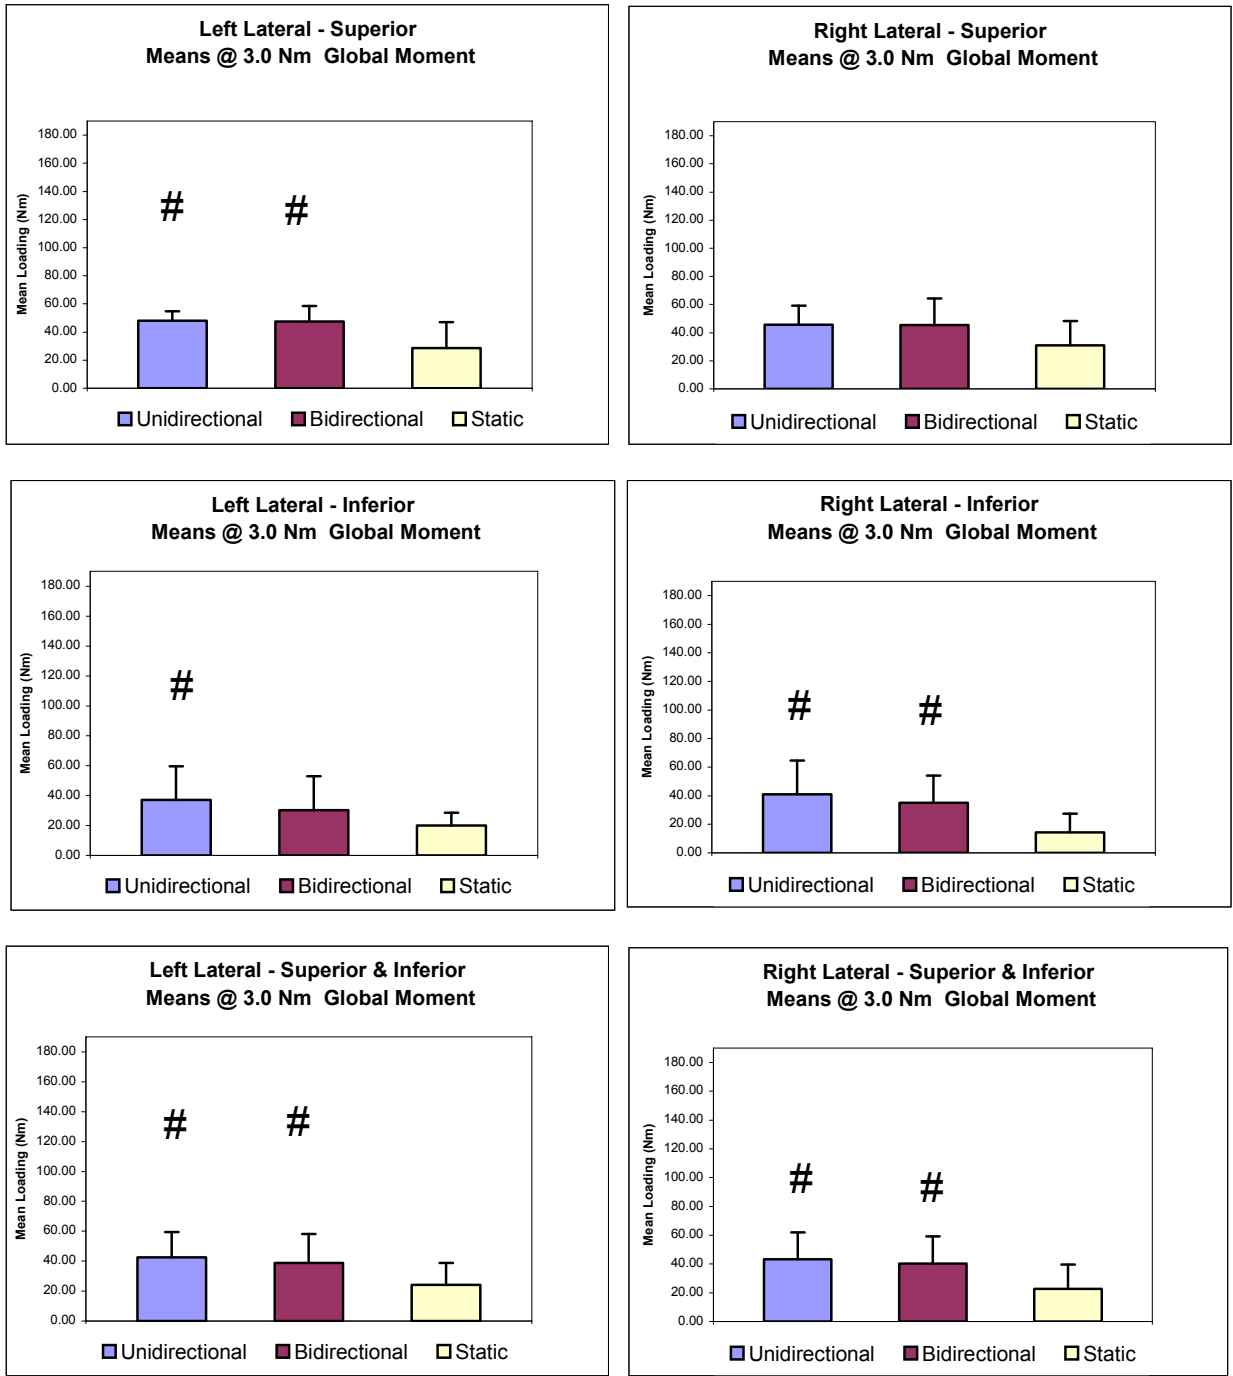 Left Lateral - Superior
Means @ 3.0 Nm Global Moment
Mean Loading (Nm)
180.00
160.00
140.00
120.00
100.00
80.00
60.00
40.00
20.00
0.00
# #
Unidirectional Bidirectional Static
Right Lateral - Superior
Means @ 3.0 Nm Global Moment
Mean Loading (Nm)
180.00
160.00
140.00
120.00
100.00
80.00
60.00
40.00
20.00
0.00
Unidirectional Bidirectional Static
Left Lateral - Inferior
Means @ 3.0 Nm Global Moment
Mean Loading (Nm)
180.00
160.00
140.00
120.00
100.00
80.00
60.00
40.00
20.00
0.00
#
Unidirectional Bidirectional Static
Right Lateral - Inferior
Means @ 3.0 Nm Global Moment
Mean Loading (Nm)
180.00
160.00
140.00
120.00
100.00
80.00
60.00
40.00
20.00
0.00
# #
Unidirectional Bidirectional Static
Left Lateral - Superior & Inferior
Means @ 3.0 Nm Global Moment
Mean Loading (Nm)
180.00
160.00
140.00
120.00
100.00
80.00
60.00
40.00
20.00
0.00
# #
Unidirectional Bidirectional Static
Right Lateral - Superior & Inferior
Means @ 3.0 Nm Global Moment
Mean Loading (Nm)
180.00
160.00
140.00
120.00
100.00
80.00
60.00
40.00
20.00
0.00
# #
Unidirectional Bidirectional Static